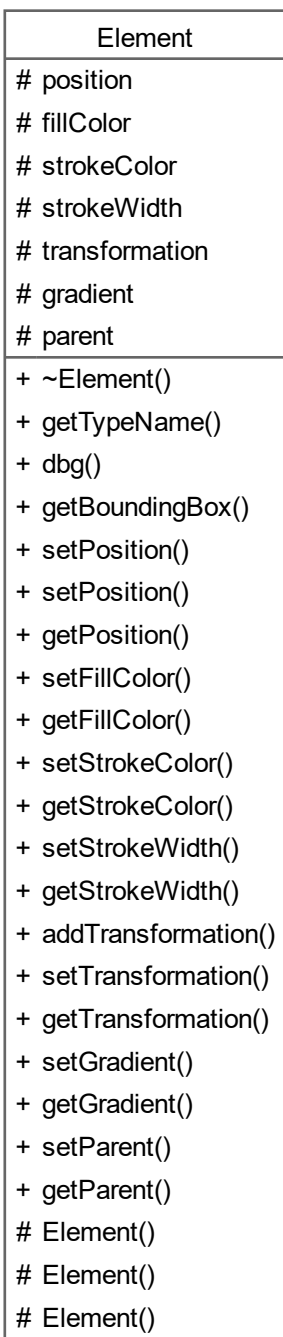 Element
# position
# fillColor
# strokeColor
# strokeWidth
# transformation
# gradient
# parent
+ ~Element()
+ getTypeName()
+ dbg()
+ getBoundingBox()
+ setPosition()
+ setPosition()
+ getPosition()
+ setFillColor()
+ getFillColor()
+ setStrokeColor()
+ getStrokeColor()
+ setStrokeWidth()
+ getStrokeWidth()
+ addTransformation()
+ setTransformation()
+ getTransformation()
+ setGradient()
+ getGradient()
+ setParent()
+ getParent()
# Element()
# Element()
# Element()